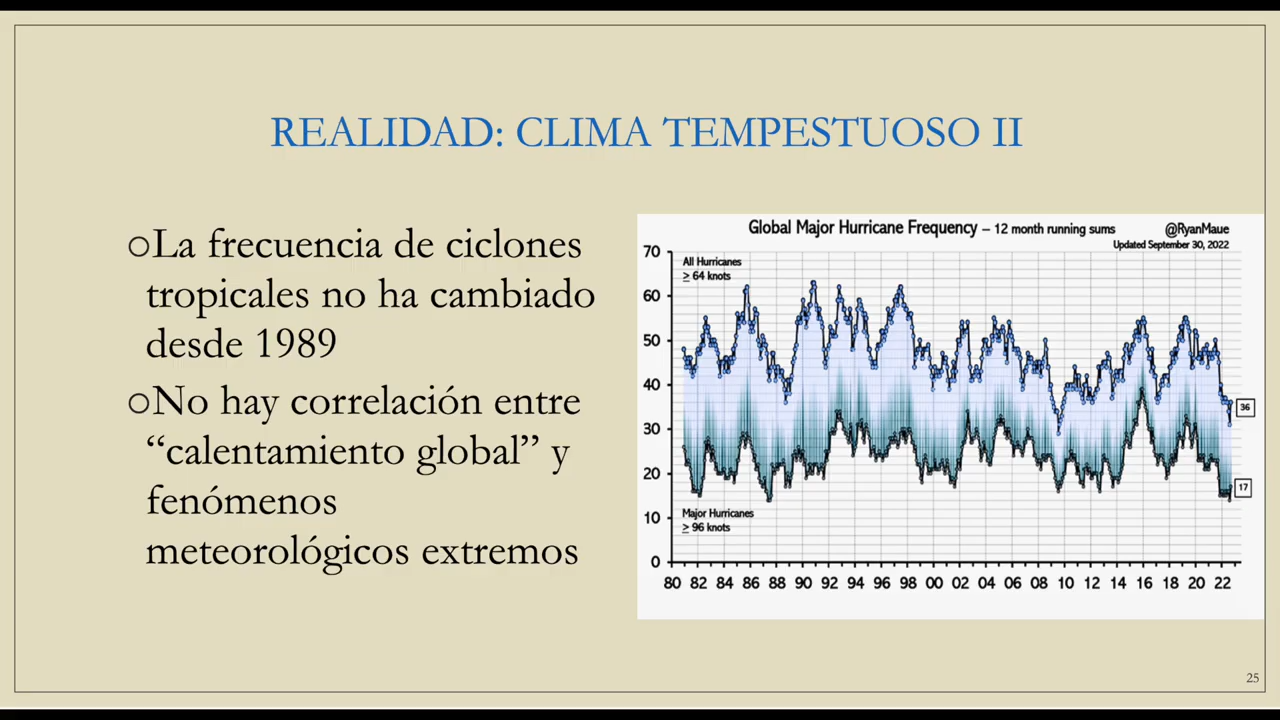 REALIDAD: CLIMA TEMPESTUOSO II
○La frecuencia de ciclones
tropicales no ha cambiado
desde 1989
○No hay correlación entre
“calentamiento global” y
fenómenos
meteorológicos extremos
Global Major Hurricane Frequency – 12 month running sums
@RyanMaue
Updated September 30, 2022
All Hurricanes
≥ 64 knots
70
60
50
40
30
20
10
0
36
17
Major Hurricanes
≥ 96 knots
80 82 84 86 88 90 92 94 96 98 00 02 04 06 08 10 12 14 16 18 20 22
25